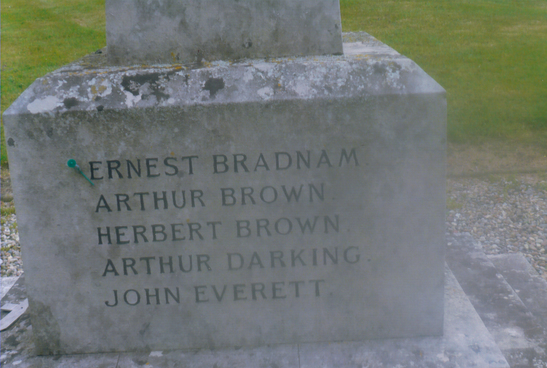 ERNEST BRADNAM.
ARTHUR BROWN.
HERBERT BROWN.
ARTHUR DARKING.
JOHN EVERETT.